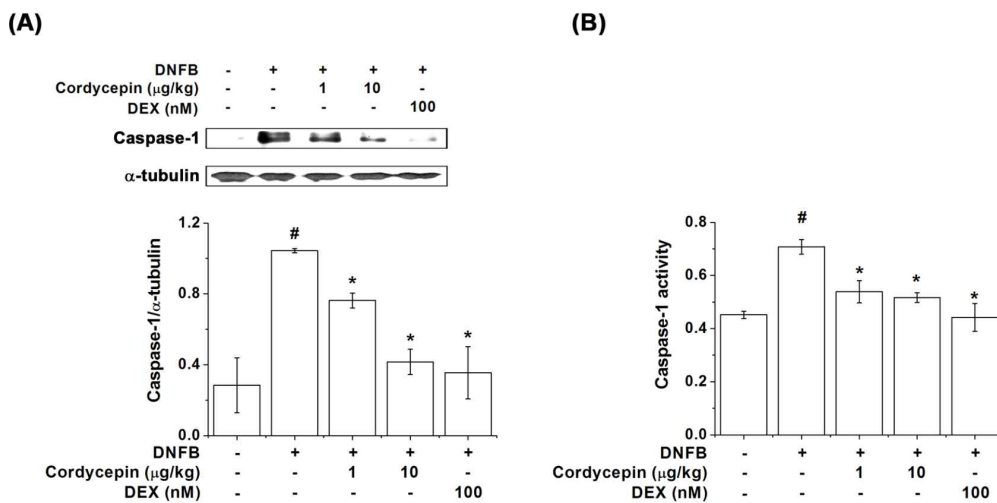 (A)
DNFB - + + + +
Cordycepin (μg/kg) - - 1 10 -
DEX (nM) - - - - 100
Caspase-1
α-tubulin
Caspase-1/α-tubulin
1.2
0.8
0.4
0.0
#
*
*
*
DNFB - + + + +
Cordycepin (μg/kg) - - 1 10 -
DEX (nM) - - - - 100
(B)
Caspase-1 activity
0.8
0.6
0.4
0.2
0.0
#
*
*
*
DNFB - + + + +
Cordycepin (μg/kg) - - 1 10 -
DEX (nM) - - - - 100